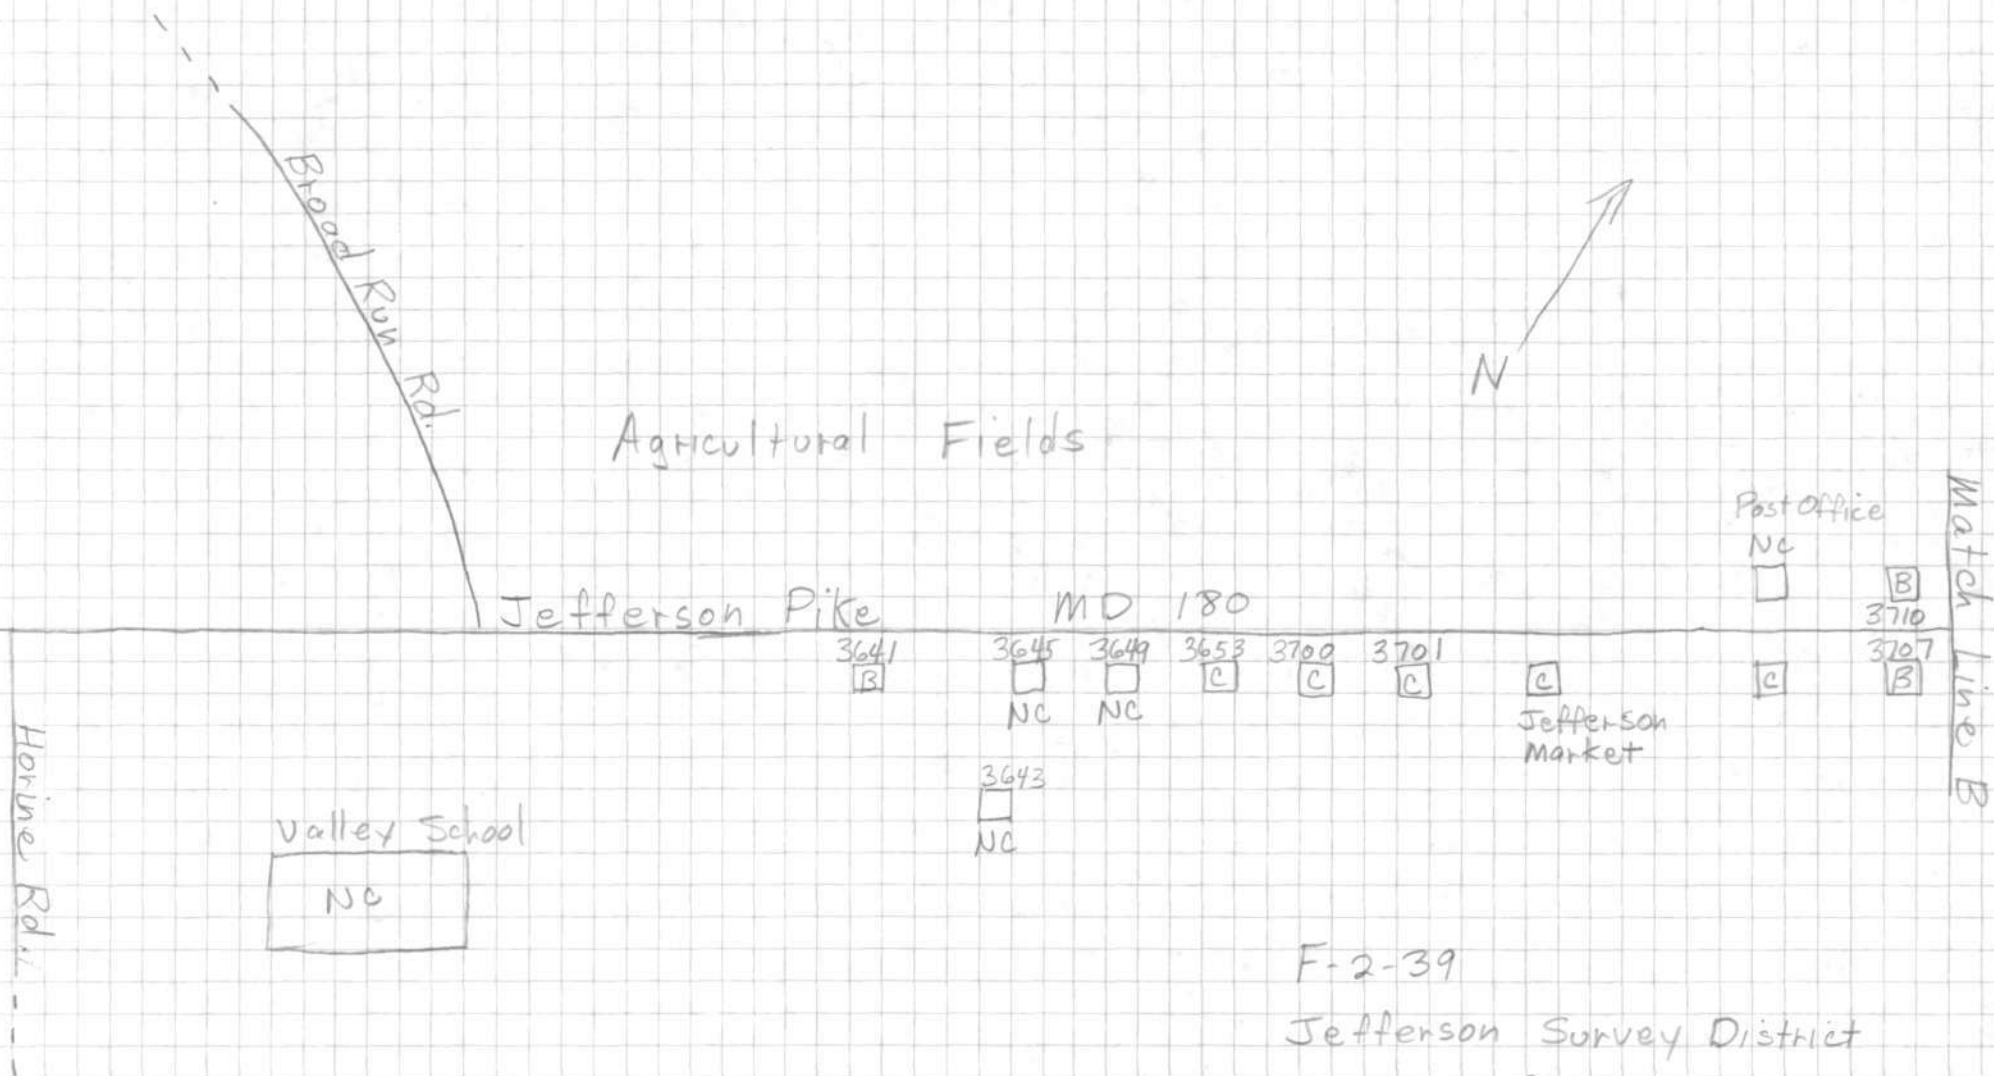 Broad Run Rd.
N
Agricultural Fields
Post Office
NC
Match Line B
B
3710
Jefferson Pike MD 180
3641
B
3645
NC
3649
NC
3653
C
3700
C
3701
C
C
Jefferson
Market
C
3707
B
3643
NC
Horine Rd.
Valley School
NC
F-2-39
Jefferson Survey District